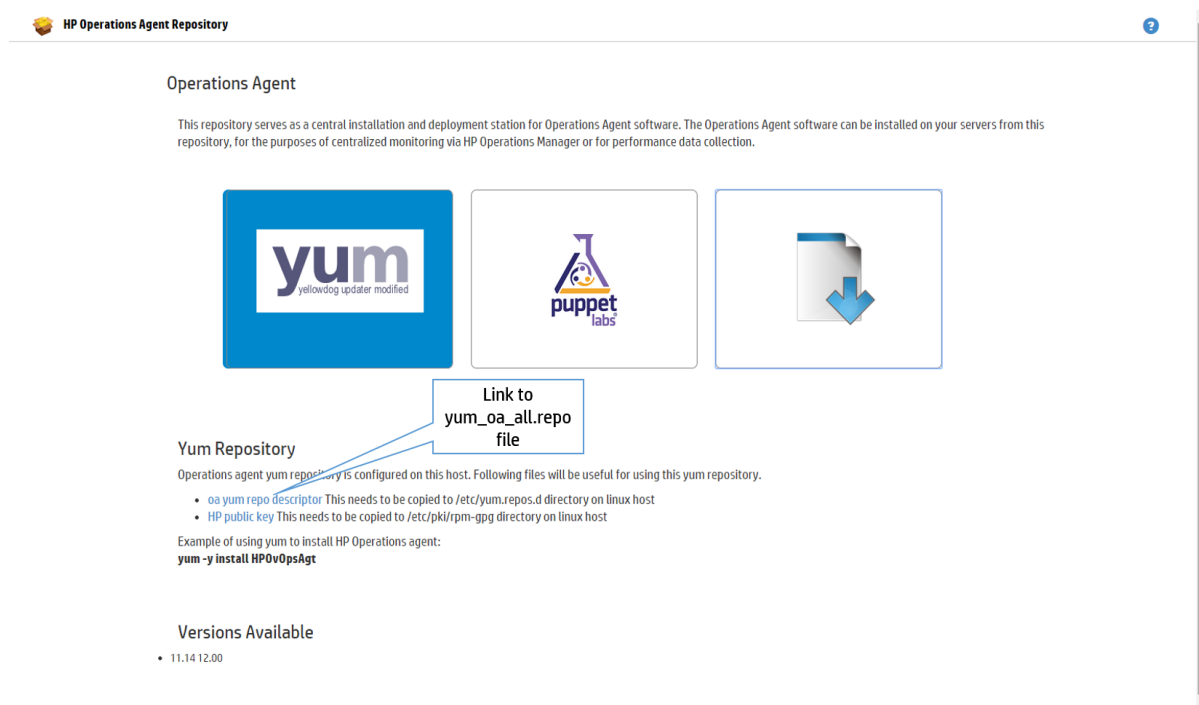 HP Operations Agent Repository
?
Operations Agent
This repository serves as a central installation and deployment station for Operations Agent software. The Operations Agent software can be installed on your servers from this
repository, for the purposes of centralized monitoring via HP Operations Manager or for performance data collection.
yum
yellowdog updater modified
puppet
labs
Link to
yum_oa_all.repo
file
Yum Repository
Operations agent yum repository is configured on this host. Following files will be useful for using this yum repository.
• oa yum repo descriptor This needs to be copied to /etc/yum.repos.d directory on linux host
• HP public key This needs to be copied to /etc/pki/rpm-gpg directory on linux host
Example of using yum to install HP Operations agent:
yum -y install HPOvOpsAgt
Versions Available
• 11.14 12.00